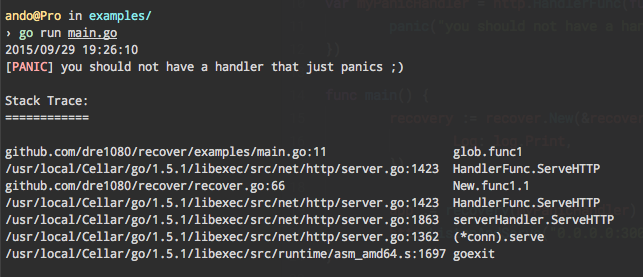 ando@Pro in examples/
› go run main.go
2015/09/29 19:26:10
[PANIC] you should not have a handler that just panics ;)
Stack Trace:
============
github.com/dre1080/recover/examples/main.go:11 glob.func1
/usr/local/Cellar/go/1.5.1/libexec/src/net/http/server.go:1423 HandlerFunc.ServeHTTP
github.com/dre1080/recover/recover.go:66 New.func1.1
/usr/local/Cellar/go/1.5.1/libexec/src/net/http/server.go:1423 HandlerFunc.ServeHTTP
/usr/local/Cellar/go/1.5.1/libexec/src/net/http/server.go:1863 serverHandler.ServeHTTP
/usr/local/Cellar/go/1.5.1/libexec/src/net/http/server.go:1362 (*conn).serve
/usr/local/Cellar/go/1.5.1/libexec/src/runtime/asm_amd64.s:1697 goexit